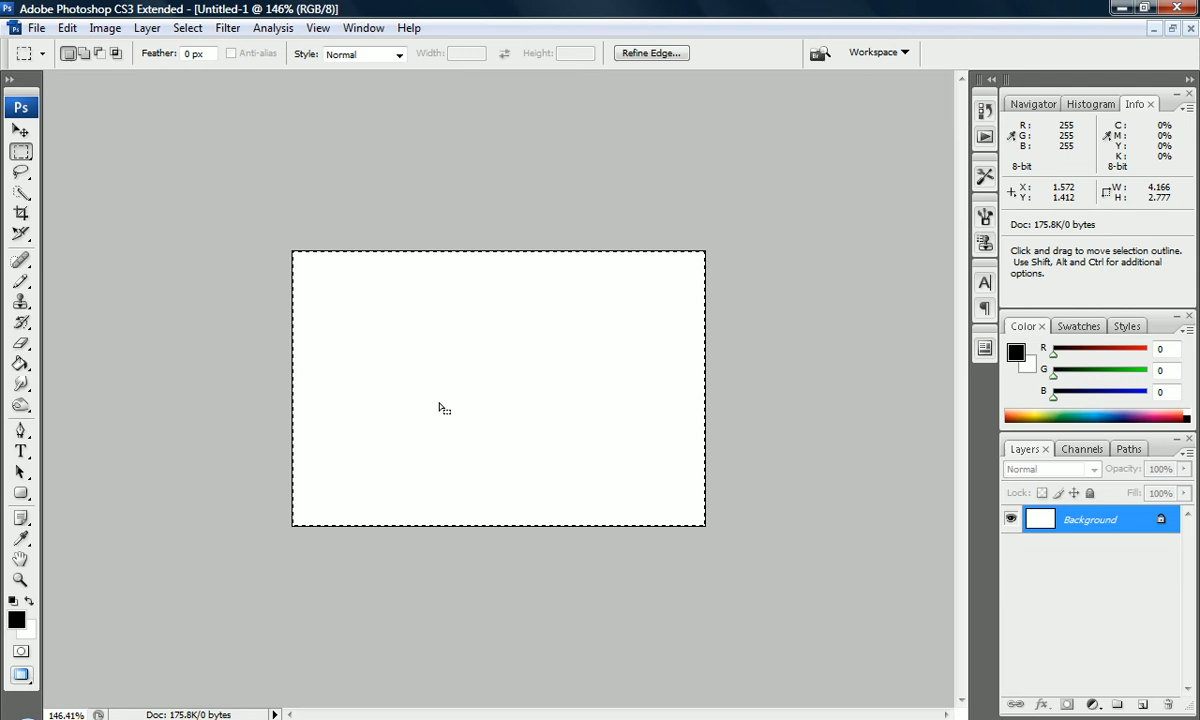 Ps Adobe Photoshop CS3 Extended - [Untitled-1 @ 146% (RGB/8)]
File Edit Image Layer Select Filter Analysis View Window Help
Feather: 0 px Anti-alias Style: Normal Width: Height: Refine Edge... Workspace
Ps
T
Navigator Histogram Info
R: 255 C: 0%
G: 255 M: 0%
B: 255 Y: 0%
K: 0%
8-bit 8-bit
X: 1.572 W: 4.166
Y: 1.412 H: 2.777
Doc: 175.8K/0 bytes
Click and drag to move selection outline.
Use Shift, Alt and Ctrl for additional
options.
Color Swatches Styles
R 0
G 0
B 0
Layers Channels Paths
Normal Opacity: 100%
Lock: Fill: 100%
Background
146.41% Doc: 175.8K/0 bytes